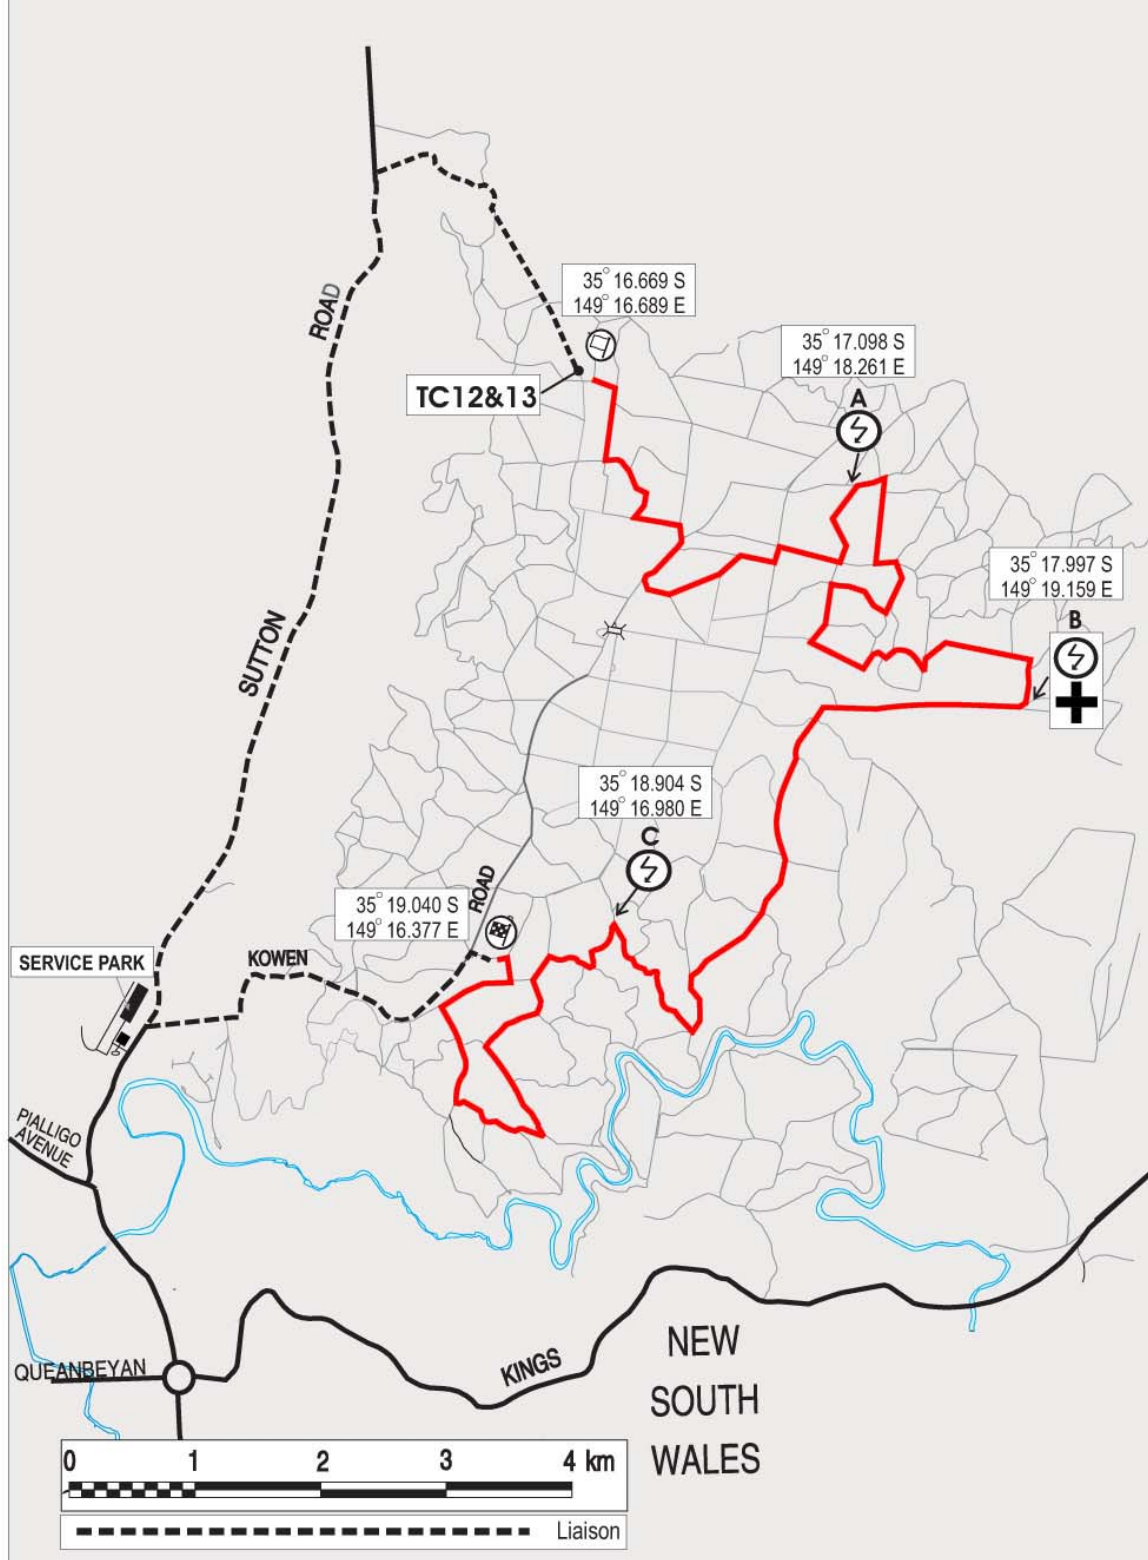 ROAD
35° 16.669 S
149° 16.689 E
35° 17.098 S
149° 18.261 E
TC12&13
A
35° 17.997 S
149° 19.159 E
B
SUTTON
35° 18.904 S
149° 16.980 E
C
ROAD
35° 19.040 S
149° 16.377 E
KOWEN
SERVICE PARK
PIALLIGO
AVENUE
QUEANBEYAN
KINGS
NEW
SOUTH
WALES
0 1 2 3 4 km
Liaison